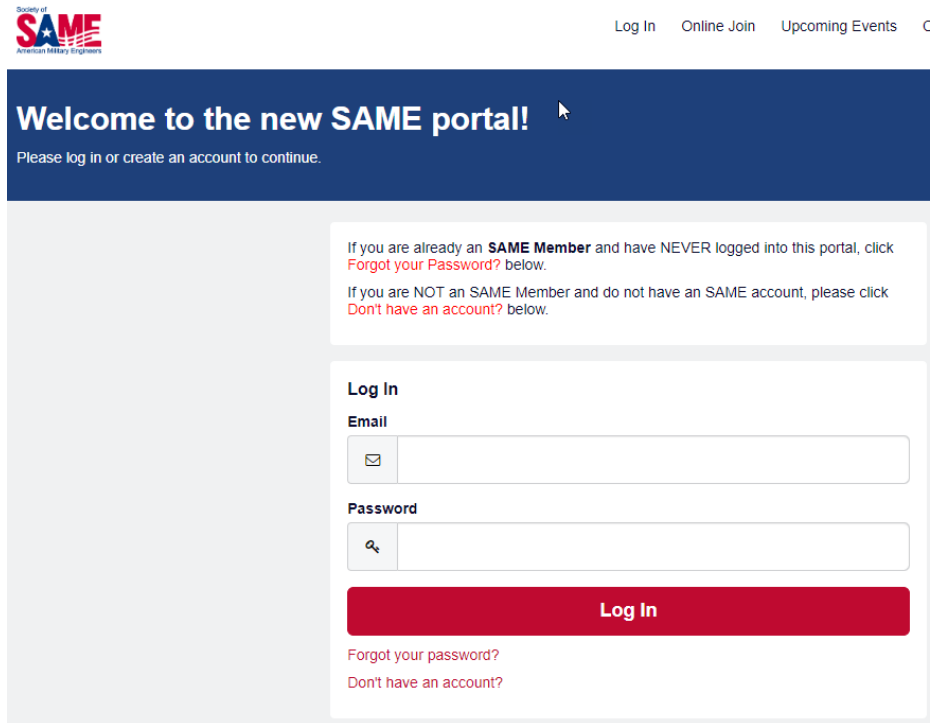 Society of
SAME
American Military Engineers
Log In Online Join Upcoming Events
Welcome to the new SAME portal!
Please log in or create an account to continue.
If you are already an SAME Member and have NEVER logged into this portal, click
Forgot your Password? below.
If you are NOT an SAME Member and do not have an SAME account, please click
Don't have an account? below.
Log In
Email
Password
Log In
Forgot your password?
Don't have an account?